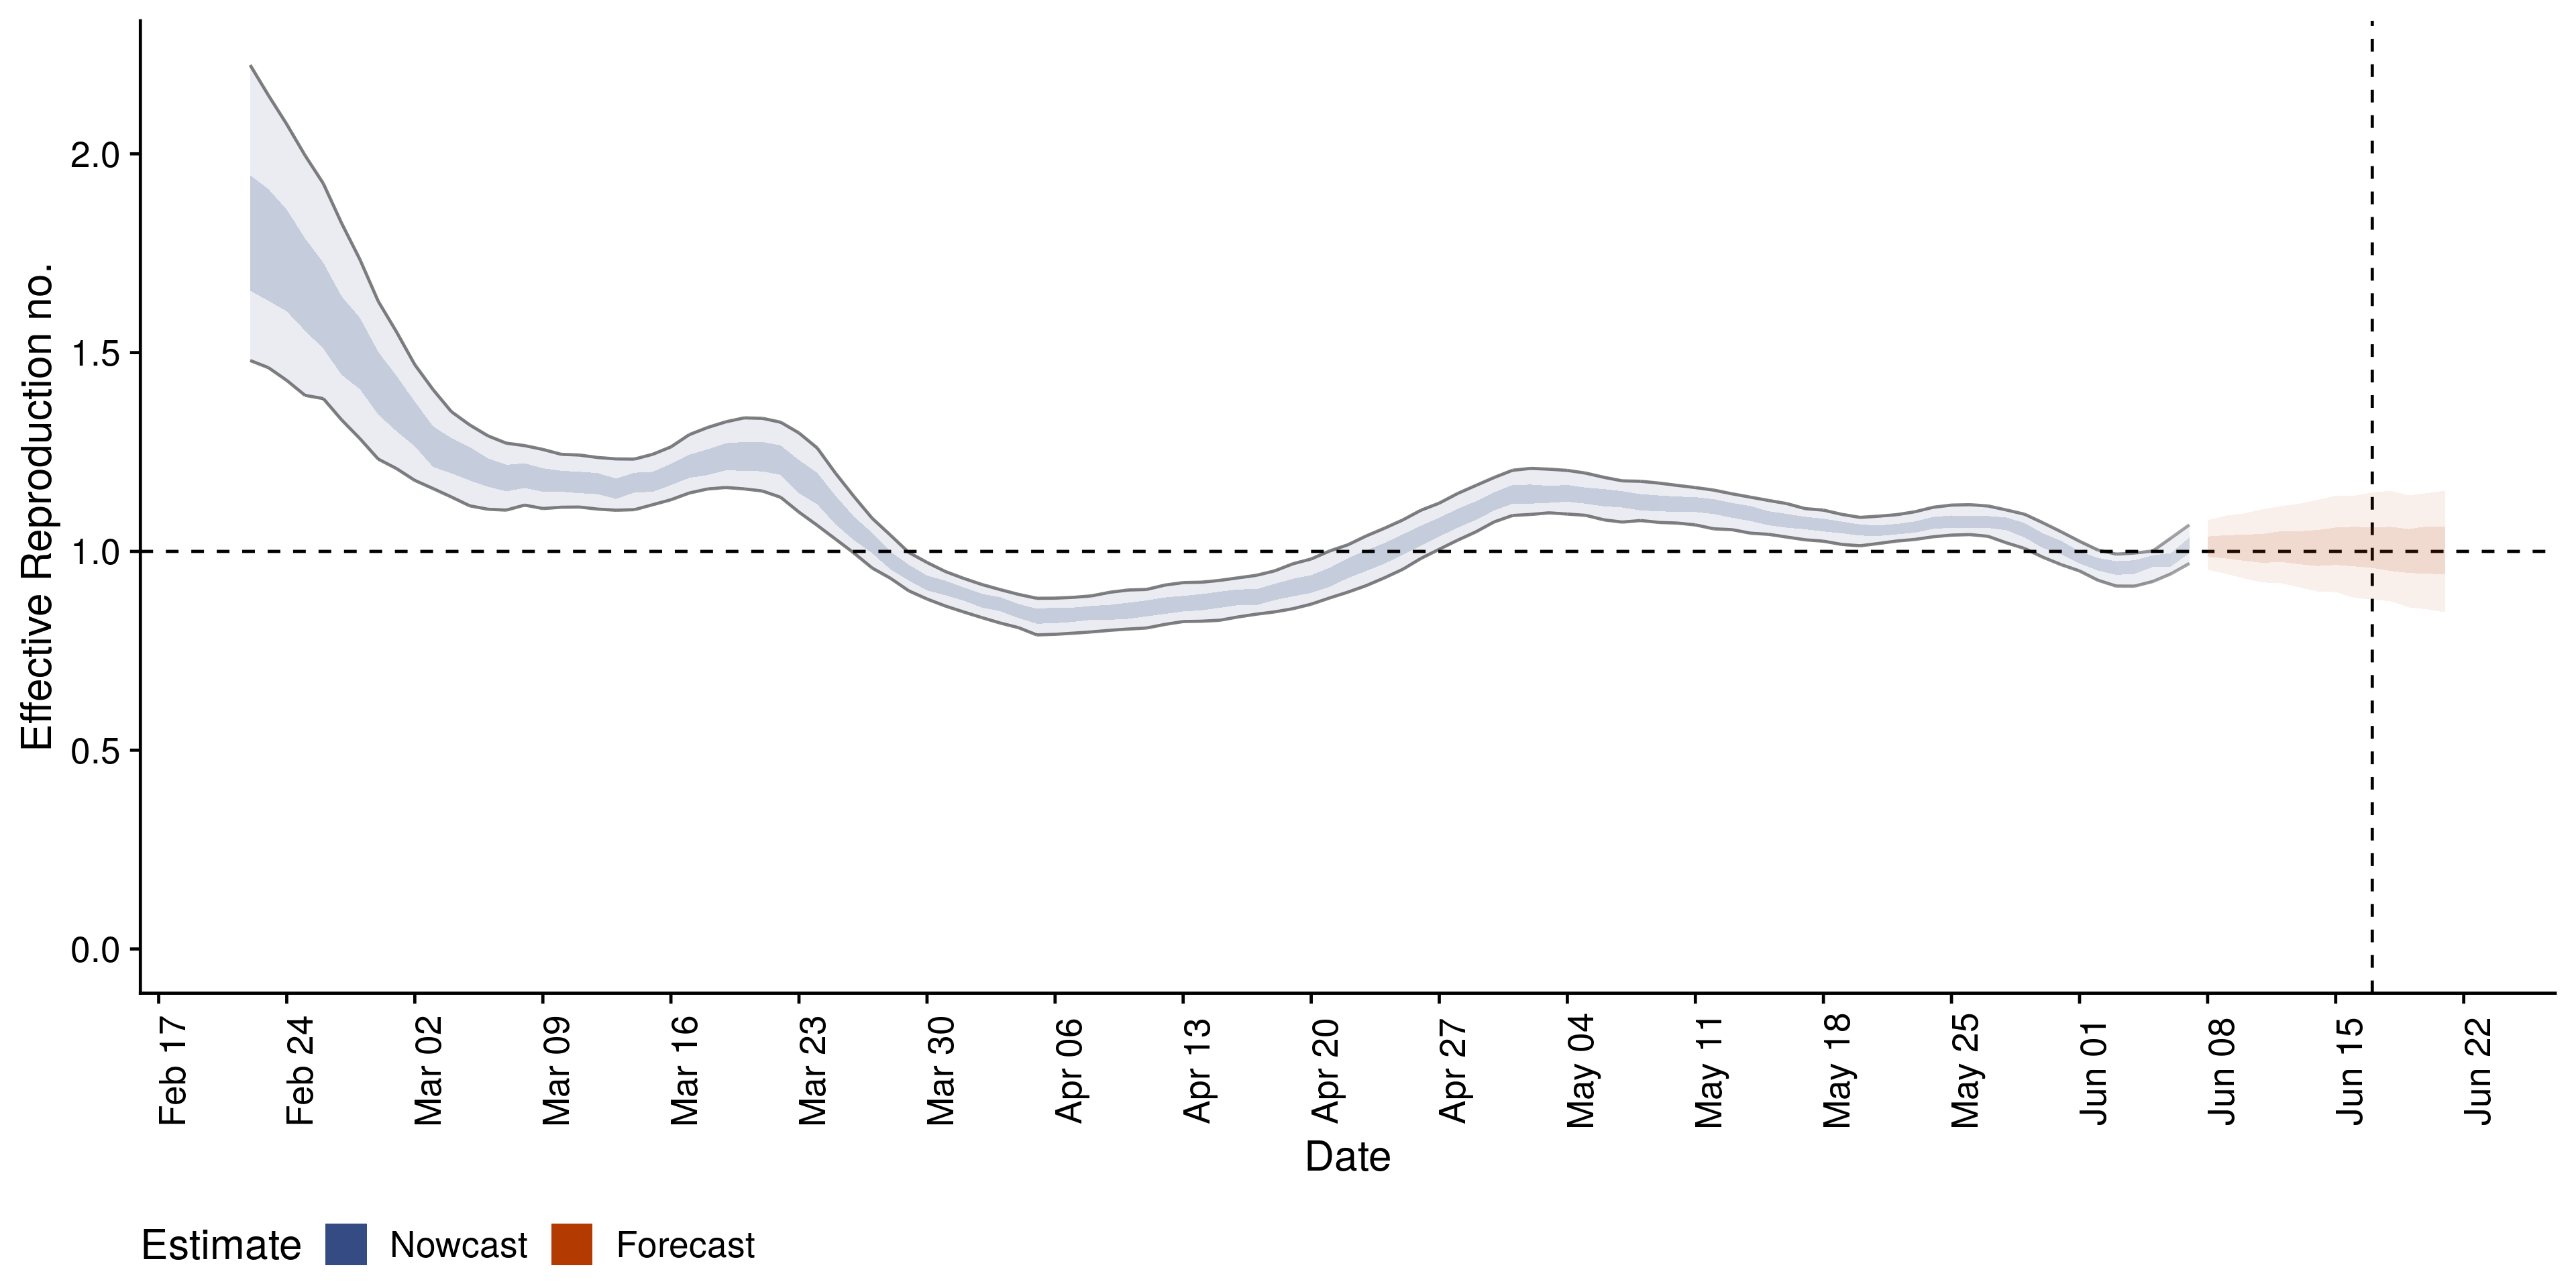 Effective Reproduction no.
2.0
1.5
1.0
0.5
0.0
Feb 17
Feb 24
Mar 02
Mar 09
Mar 16
Mar 23
Mar 30
Apr 06
Apr 13
Apr 20
Apr 27
May 04
May 11
May 18
May 25
Jun 01
Jun 08
Jun 15
Jun 22
Date
Estimate Nowcast Forecast